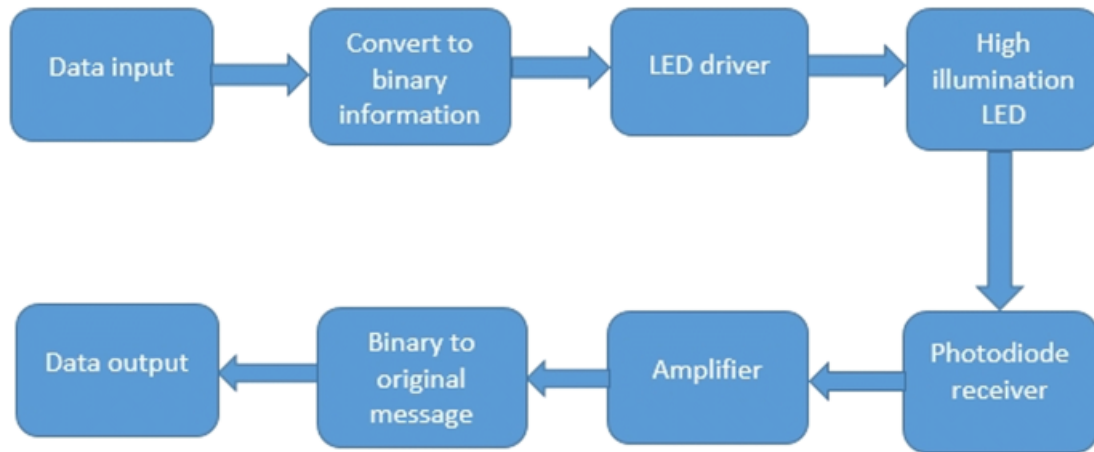 Data input
Convert to
binary
information
LED driver
High
illumination
LED
Photodiode
receiver
Amplifier
Binary to
original
message
Data output